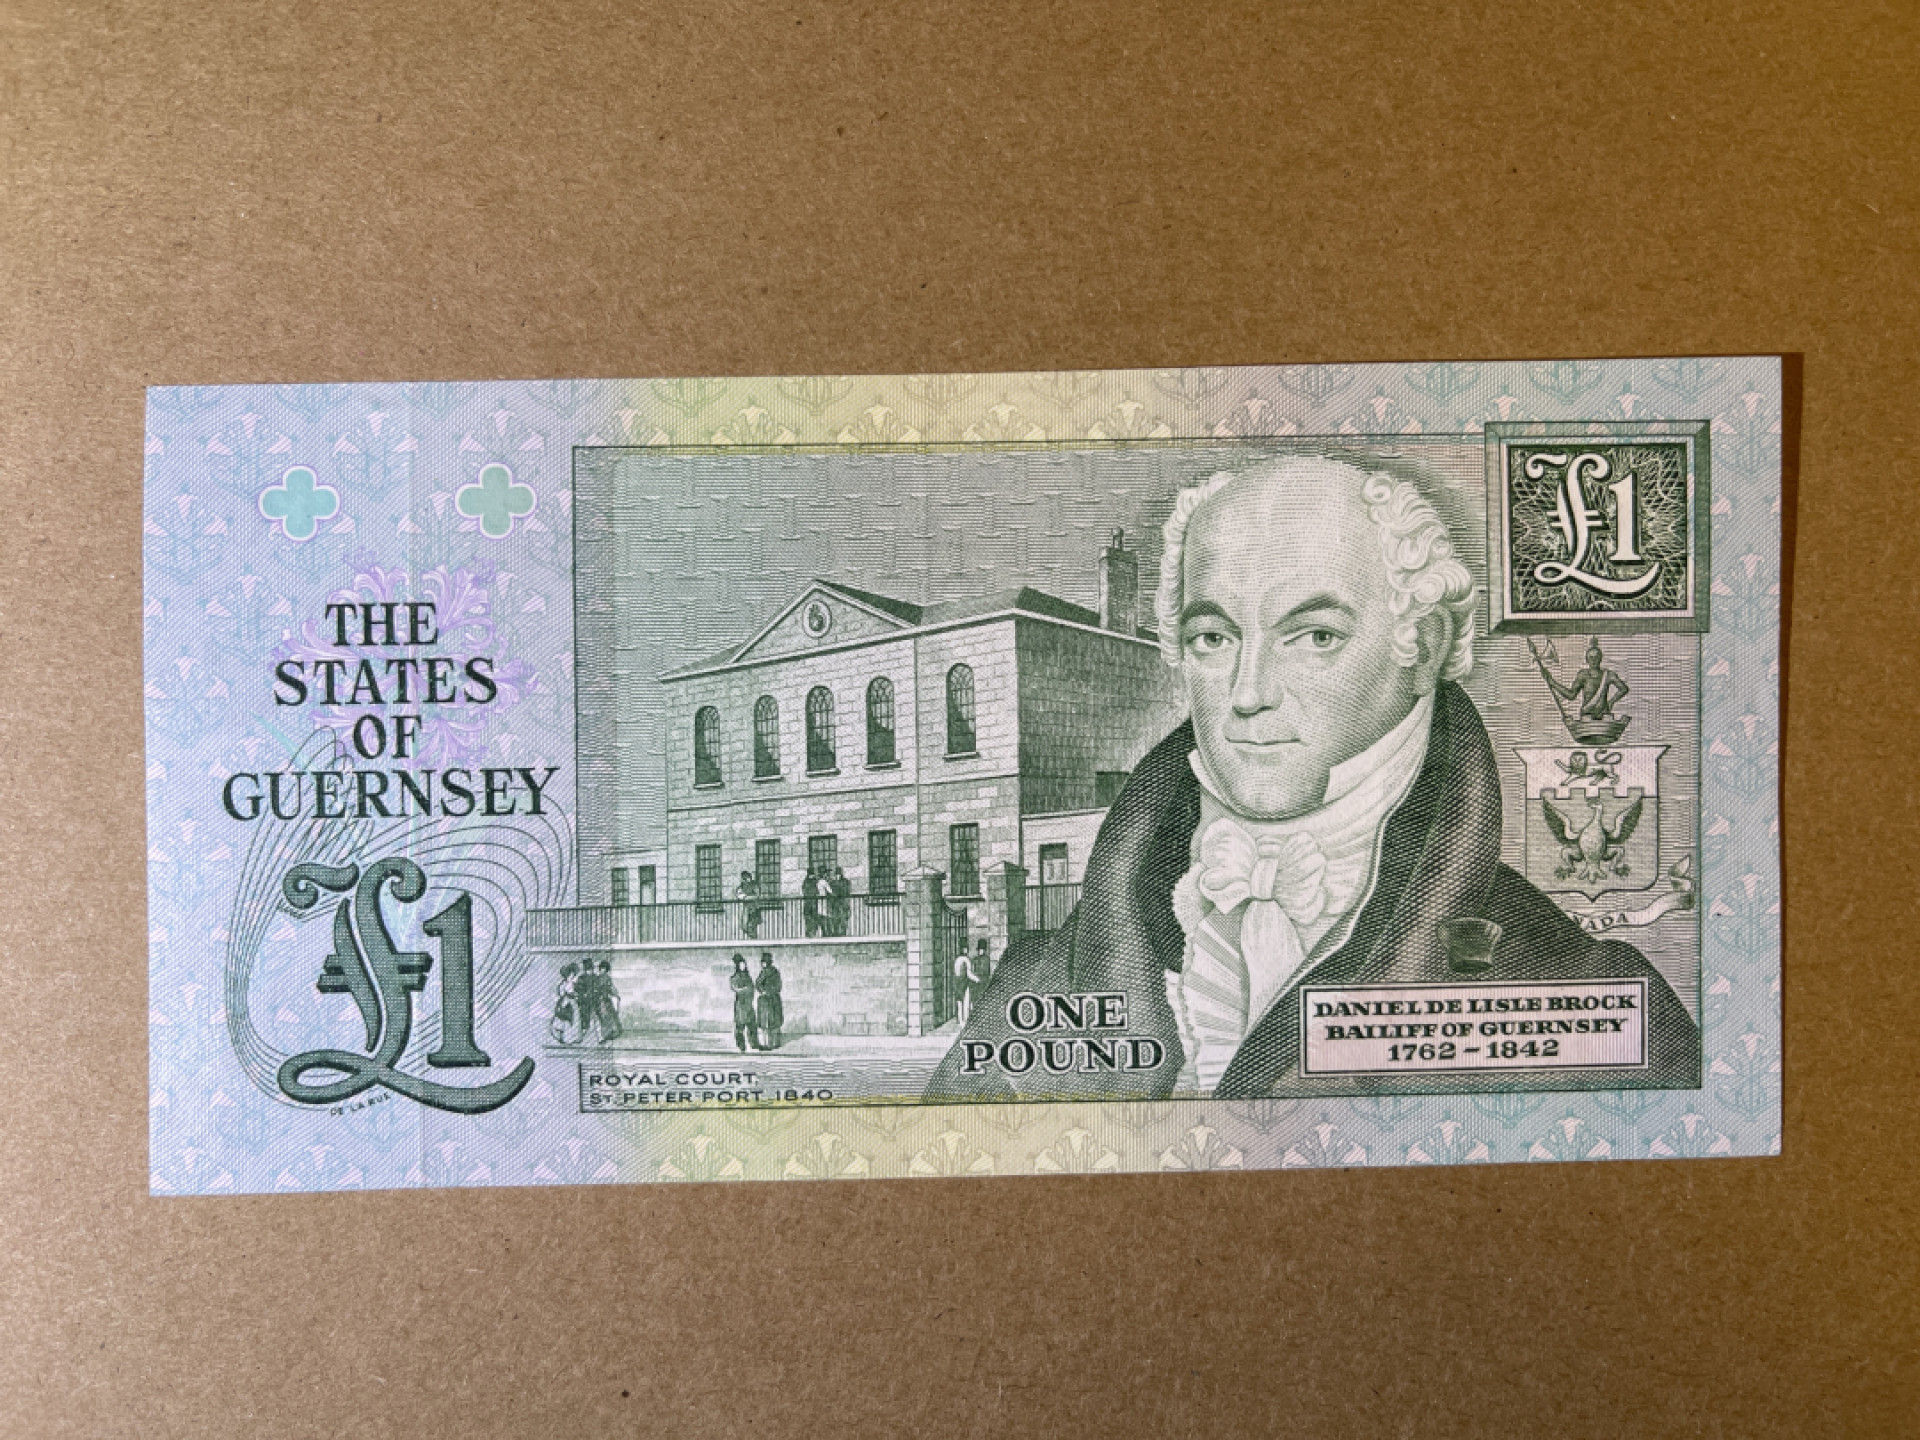 THE
STATES
OF
GUERNSEY
£1
DE LA RUE
ROYAL COURT,
ST. PETER PORT 1840
ONE
POUND
£1
VADA
DANIEL DE LISLE BROCK
BAILIFF OF GUERNSEY
1762 – 1842